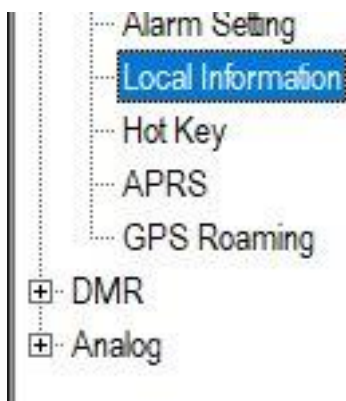 Alarm Setting
Local Information
Hot Key
APRS
GPS Roaming
DMR
Analog